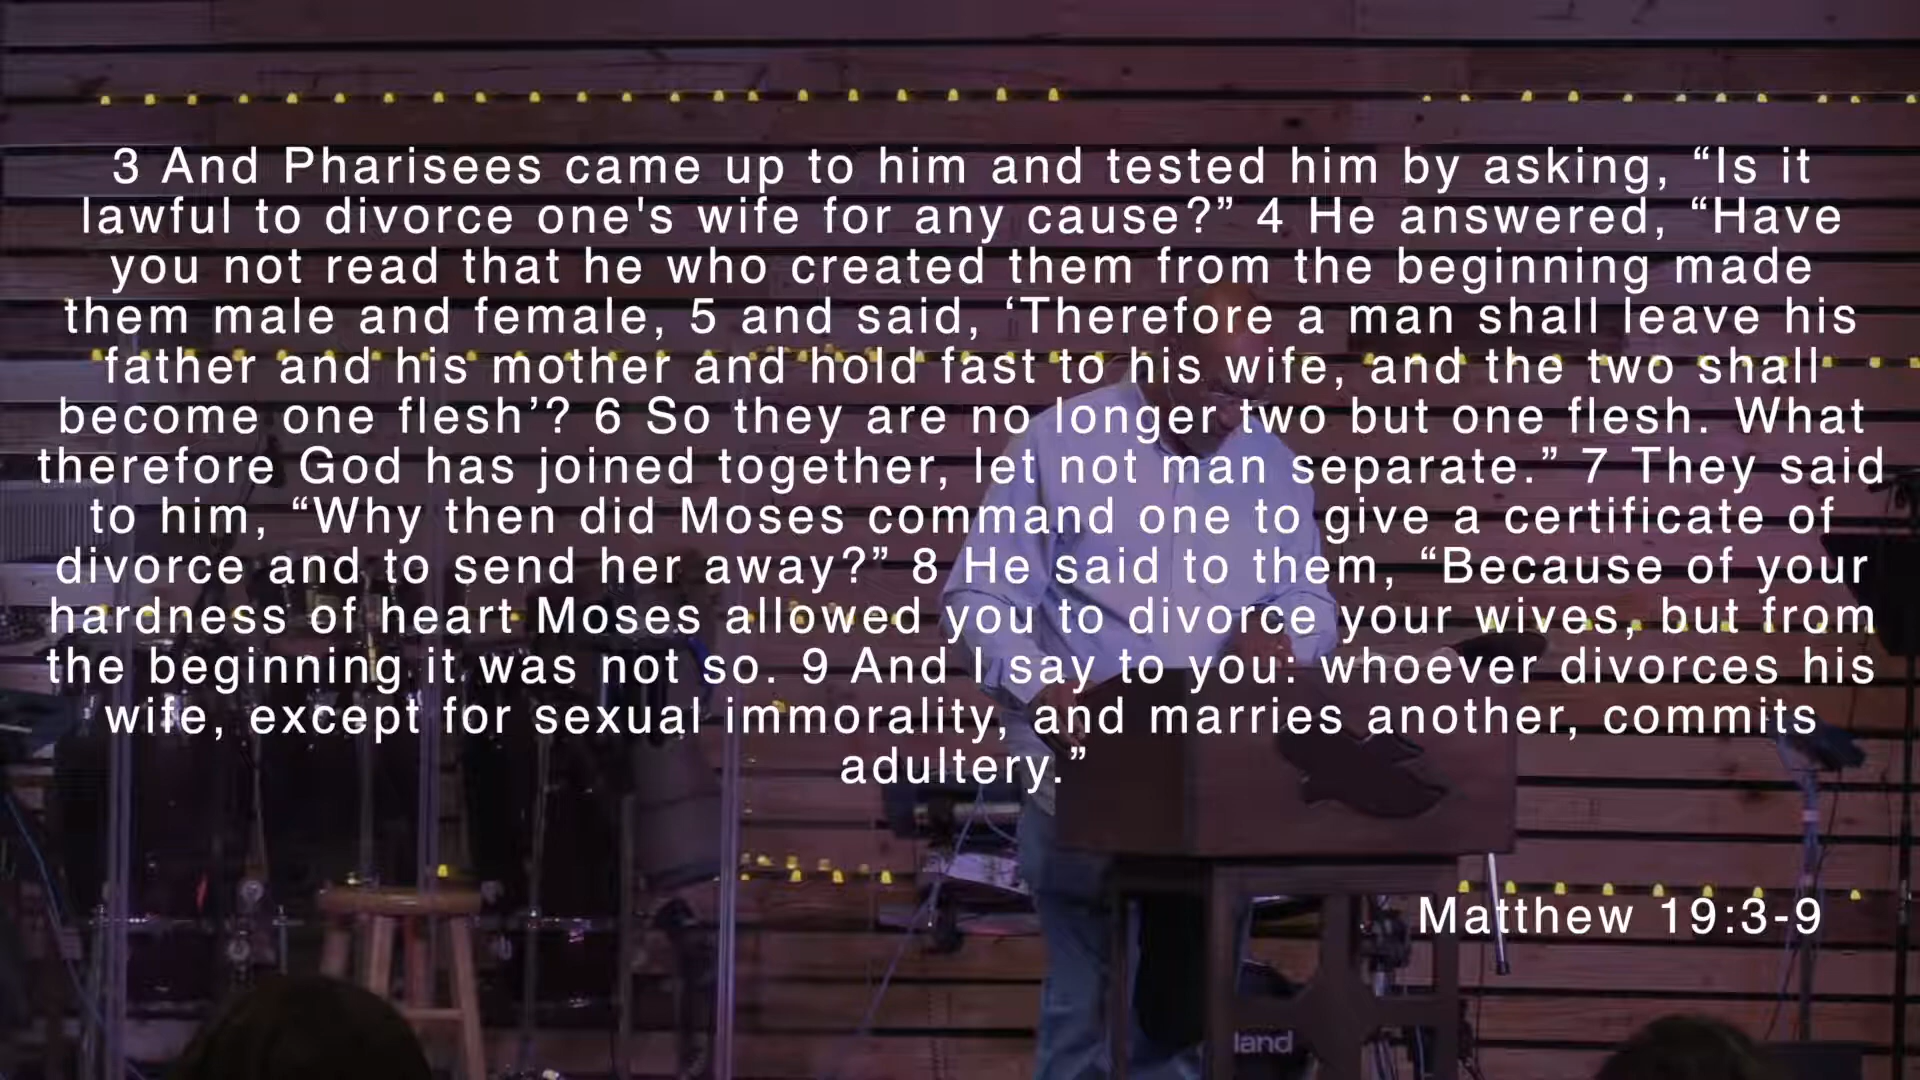 3 And Pharisees came up to him and tested him by asking, “Is it
lawful to divorce one's wife for any cause?” 4 He answered, “Have
you not read that he who created them from the beginning made
them male and female, 5 and said, ‘Therefore a man shall leave his
father and his mother and hold fast to his wife, and the two shall
become one flesh’? 6 So they are no longer two but one flesh. What
therefore God has joined together, let not man separate.” 7 They said
to him, “Why then did Moses command one to give a certificate of
divorce and to send her away?” 8 He said to them, “Because of your
hardness of heart Moses allowed you to divorce your wives, but from
the beginning it was not so. 9 And I say to you: whoever divorces his
wife, except for sexual immorality, and marries another, commits
adultery.”
Matthew 19:3-9
land